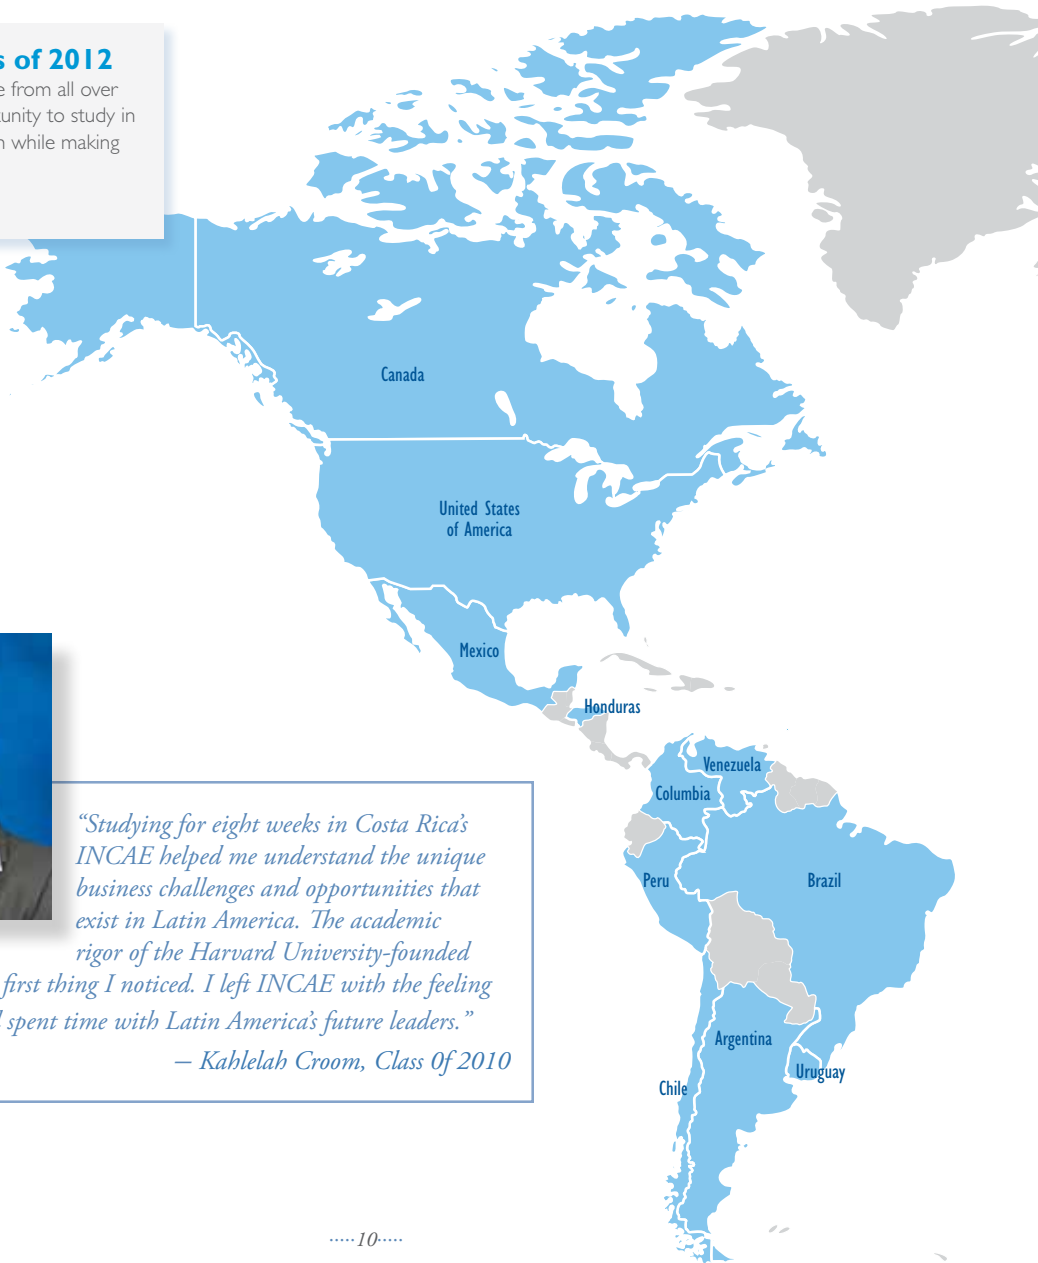 s of 2012
e from all over
unity to study in
n while making
Canada
United States
of America
Mexico
Honduras
Venezuela
Columbia
Peru
Brazil
Argentina
Uruguay
Chile
“Studying for eight weeks in Costa Rica’s
INCAE helped me understand the unique
business challenges and opportunities that
exist in Latin America. The academic
rigor of the Harvard University-founded
first thing I noticed. I left INCAE with the feeling
spent time with Latin America’s future leaders.”
— Kahlelah Croom, Class 0f 2010
·····10·····